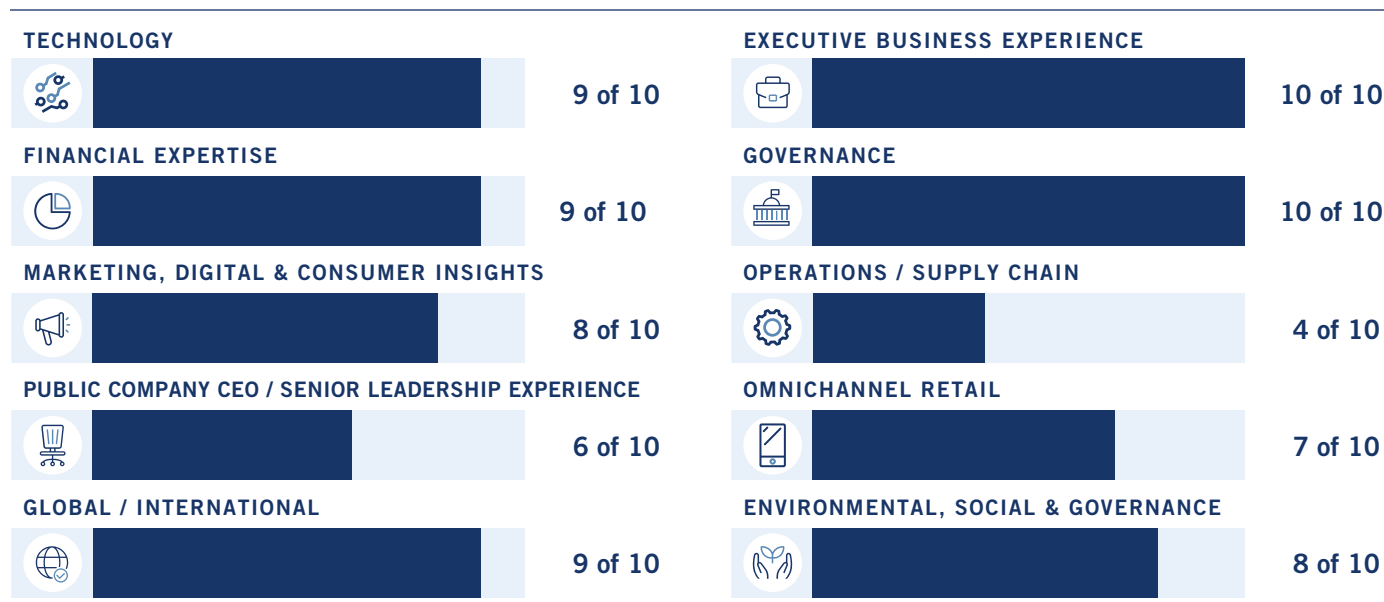 TECHNOLOGY
9 of 10
FINANCIAL EXPERTISE
9 of 10
MARKETING, DIGITAL & CONSUMER INSIGHTS
8 of 10
PUBLIC COMPANY CEO / SENIOR LEADERSHIP EXPERIENCE
6 of 10
GLOBAL / INTERNATIONAL
9 of 10
EXECUTIVE BUSINESS EXPERIENCE
10 of 10
GOVERNANCE
10 of 10
OPERATIONS / SUPPLY CHAIN
4 of 10
OMNICHANNEL RETAIL
7 of 10
ENVIRONMENTAL, SOCIAL & GOVERNANCE
8 of 10